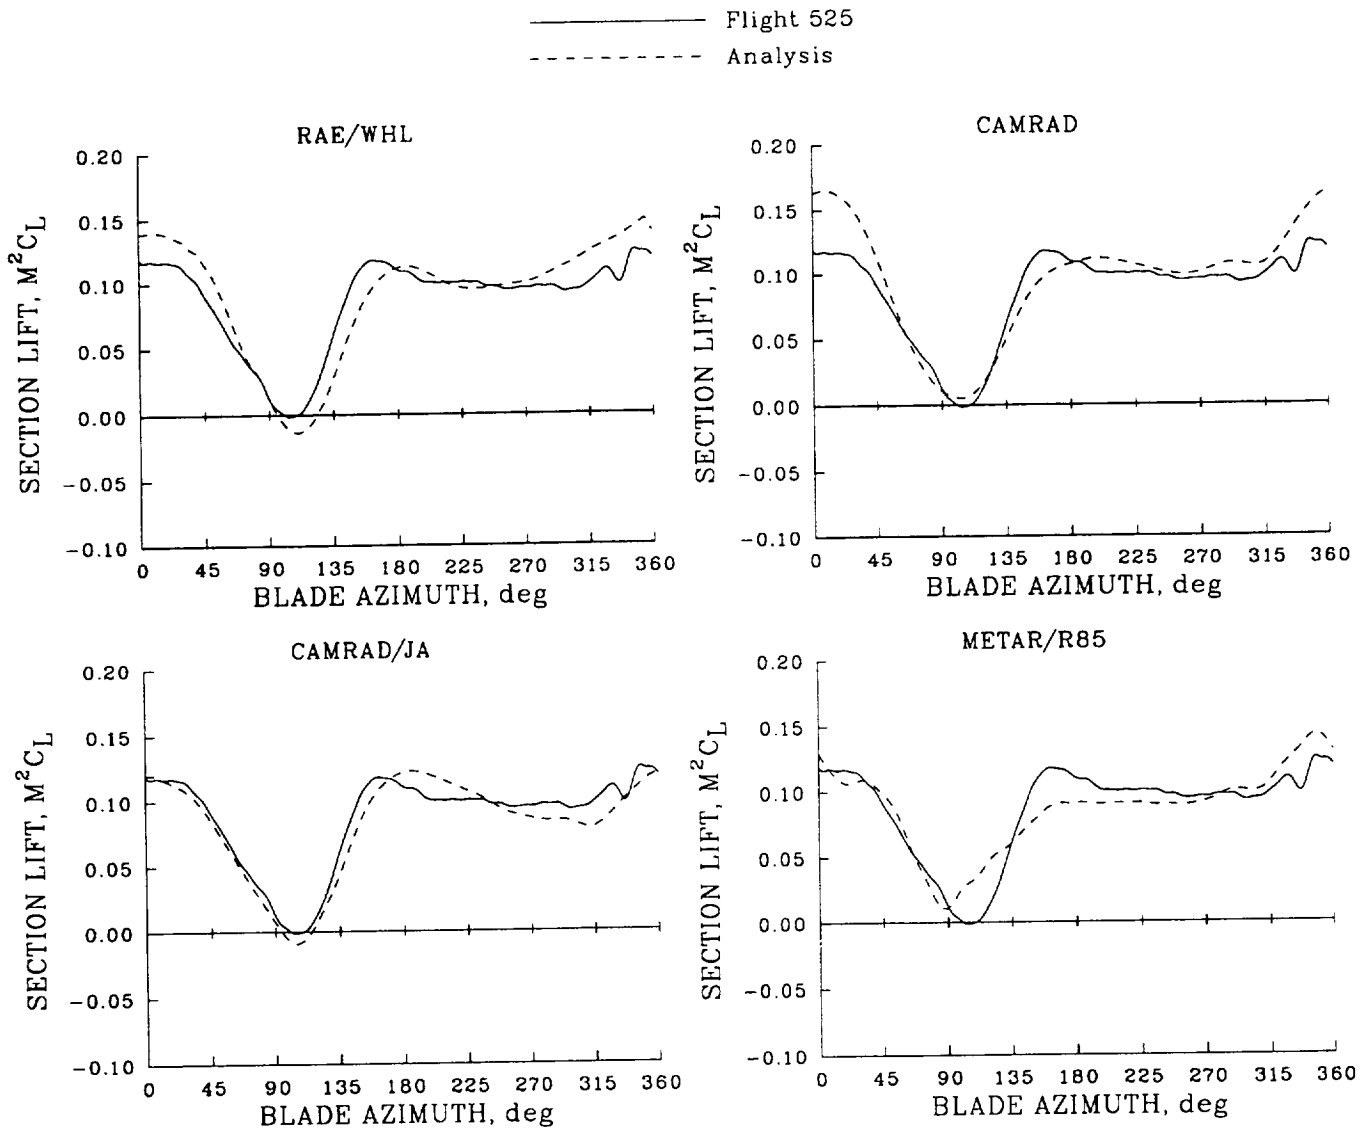 Flight 525
Analysis
RAE/WHL
0.20
0.15
0.10
0.05
0.00
−0.05
−0.10
SECTION LIFT, M²C_L
0 45 90 135 180 225 270 315 360
BLADE AZIMUTH, deg
CAMRAD
0.20
0.15
0.10
0.05
0.00
−0.05
−0.10
SECTION LIFT, M²C_L
0 45 90 135 180 225 270 315 360
BLADE AZIMUTH, deg
CAMRAD/JA
0.20
0.15
0.10
0.05
0.00
−0.05
−0.10
SECTION LIFT, M²C_L
0 45 90 135 180 225 270 315 360
BLADE AZIMUTH, deg
METAR/R85
0.20
0.15
0.10
0.05
0.00
−0.05
−0.10
SECTION LIFT, M²C_L
0 45 90 135 180 225 270 315 360
BLADE AZIMUTH, deg